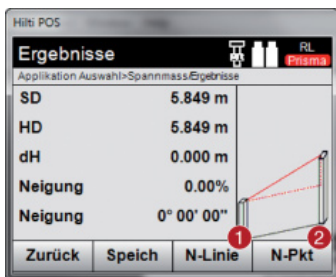 Hilti POS
Ergebnisse
RL
Prisma
Applikation Auswahl>Spannmass/Ergebnisse
SD 5.849 m
HD 5.849 m
dH 0.000 m
Neigung 0.00%
Neigung 0° 00' 00"
1 2
Zurück Speich N-Linie N-Pkt